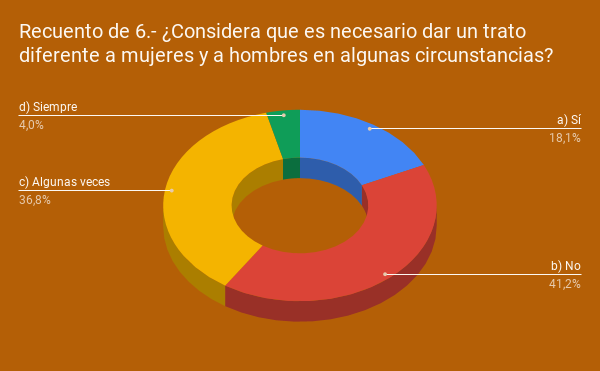 Recuento de 6.- ¿Considera que es necesario dar un trato
diferente a mujeres y a hombres en algunas circunstancias?
d) Siempre
4,0%
a) Sí
18,1%
c) Algunas veces
36,8%
b) No
41,2%